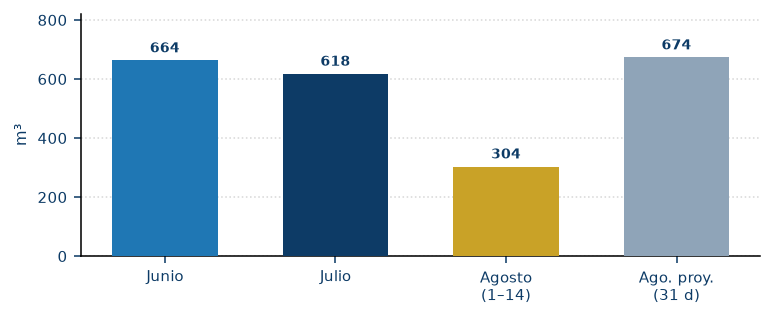 800
600
400
200
0
m³
664
618
304
674
Junio
Julio
Agosto
(1–14)
Ago. proy.
(31 d)